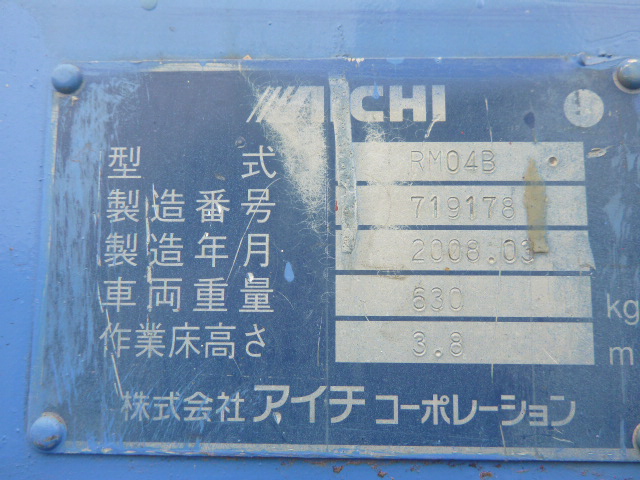 AICHI
型式 RM04B
製造番号 719178
製造年月 2008.03
車両重量 630 kg
作業床高さ 3.8 m
株式会社 アイチ コーポレーション